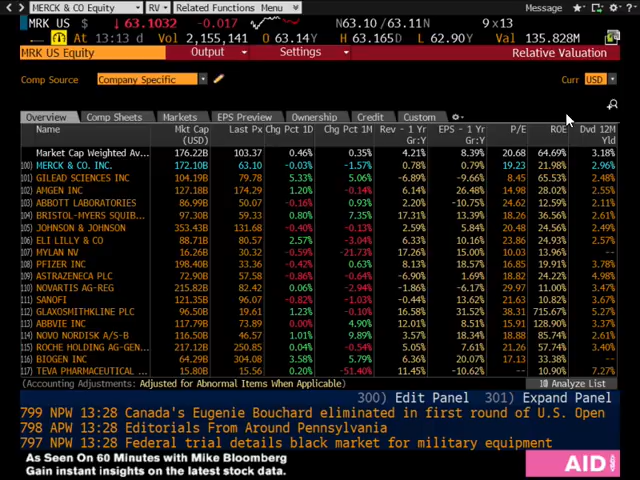 MERCK & CO Equity RV Related Functions Menu Message
MRK US $ 63.1032 -0.017 N63.10 / 63.11N 9 x 13
At 13:13 d Vol 2,155,141 O 63.14Y H 63.165D L 62.90Y Val 135.828M
MRK US Equity Output Settings Relative Valuation
Comp Source Company Specific Curr USD
Overview Comp Sheets Markets EPS Preview Ownership Credit Custom
Name Mkt Cap (USD) Last Px Chg Pct 1D Chg Pct 1M Rev - 1 Yr Gr:Y EPS - 1 Yr Gr:Y P/E ROE Dvd 12M Yld
Market Cap Weighted Av... 176.22B 103.37 0.46% 0.35% 4.21% 8.39% 20.68 64.69% 3.18%
100) MERCK & CO. INC. 172.10B 63.10 -0.03% -1.57% 0.78% 0.79% 19.23 21.98% 2.96%
101) GILEAD SCIENCES INC 104.19B 79.78 5.33% 5.06% -6.89% -9.66% 8.45 65.53% 2.48%
102) AMGEN INC 127.18B 174.29 1.20% -0.14% 6.14% 26.48% 14.98 28.02% 2.55%
103) ABBOTT LABORATORIES 86.99B 50.07 -0.16% 0.93% 2.20% -10.75% 24.62 12.59% 2.11%
104) BRISTOL-MYERS SQUIB... 97.30B 59.33 0.80% 7.35% 17.31% 13.39% 18.26 36.56% 2.61%
105) JOHNSON & JOHNSON 353.43B 131.68 -0.40% -0.13% 2.59% 5.84% 20.56 24.49% 2.49%
106) ELI LILLY & CO 88.71B 80.57 2.57% -3.04% 6.33% 10.16% 23.86 24.93% 2.57%
107) MYLAN NV 16.26B 30.32 -0.59% -21.73% 17.26% 15.00% 10.03 13.96% --
108) PFIZER INC 198.40B 33.36 -0.42% 0.63% 8.13% 18.57% 16.85 19.91% 3.78%
109) ASTRAZENECA PLC 72.90B 57.58 -0.86% -0.64% -6.90% 1.69% 18.82 24.22% 4.98%
110) NOVARTIS AG-REG 215.82B 82.42 0.06% -2.94% -1.86% -6.17% 29.97 11.00% 3.40%
111) SANOFI 121.35B 96.07 -0.82% -1.03% -0.44% 13.62% 21.63 10.82% 3.67%
112) GLAXOSMITHKLINE PLC 96.50B 19.61 1.23% -0.10% 16.58% 31.52% 38.31 715.67% 5.27%
113) ABBVIE INC 117.79B 73.89 0.00% 4.90% 12.01% 8.51% 13.97 128.90% 3.37%
114) NOVO NORDISK A/S-B 116.50B 46.57 1.01% 9.89% 3.57% 18.34% 18.88 85.74% 2.64%
115) ROCHE HOLDING AG-GEN... 217.12B 250.85 0.04% -0.54% 5.16% 0.76% 21.06 57.74% 3.40%
116) BIOGEN INC 64.29B 304.08 3.58% 5.79% 6.36% 20.07% 14.17 33.38% --
117) TEVA PHARMACEUTICAL ... 15.80B 15.56 0.20% -51.40% 11.45% -10.62% -- 10.90% 7.27%
(Accounting Adjustments: Adjusted for Abnormal Items When Applicable) Analyze List
300) Edit Panel 301) Expand Panel
799 NPW 13:28 Canada's Eugenie Bouchard eliminated in first round of U.S. Open
798 APW 13:28 Editorials From Around Pennsylvania
797 NPW 13:28 Federal trial details black market for military equipment
As Seen On 60 Minutes with Mike Bloomberg
Gain instant insights on the latest stock data.
AID